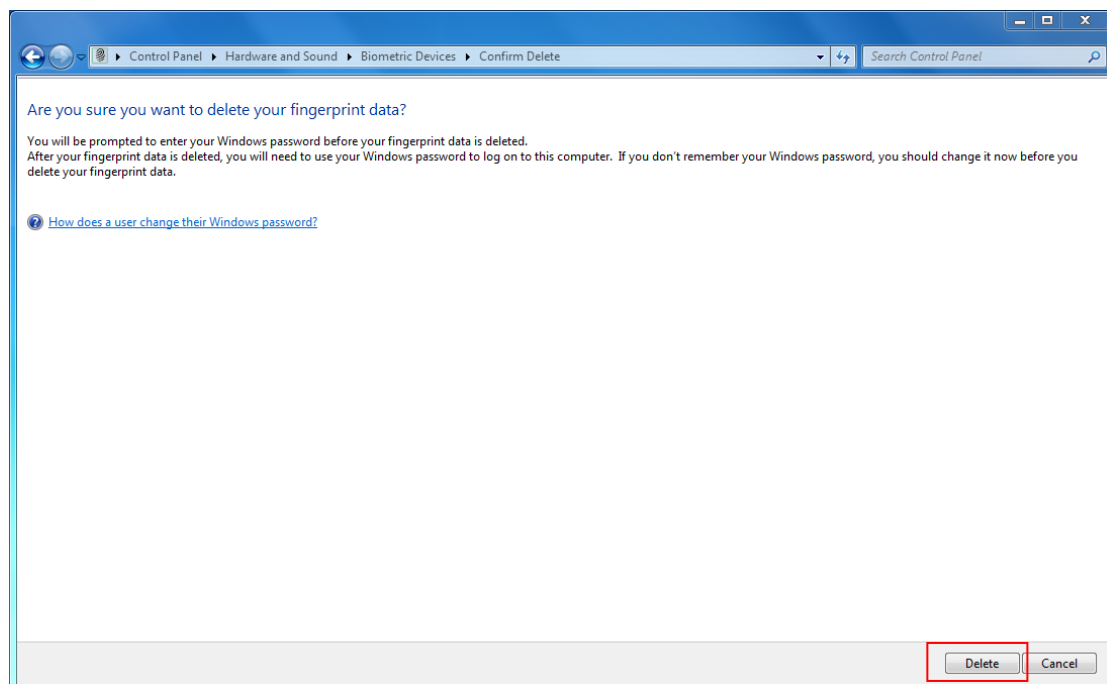 Control Panel Hardware and Sound Biometric Devices Confirm Delete
Search Control Panel
Are you sure you want to delete your fingerprint data?
You will be prompted to enter your Windows password before your fingerprint data is deleted.
After your fingerprint data is deleted, you will need to use your Windows password to log on to this computer. If you don't remember your Windows password, you should change it now before you
delete your fingerprint data.
How does a user change their Windows password?
Delete Cancel